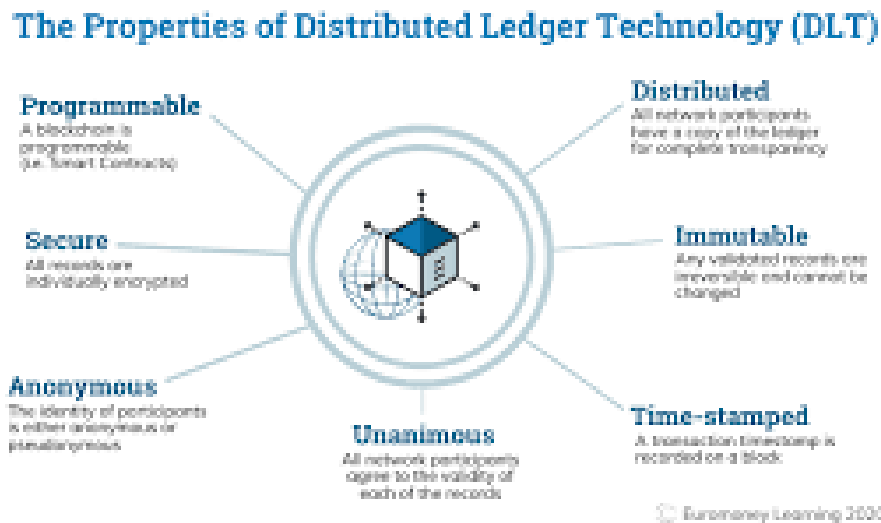 The Properties of Distributed Ledger Technology (DLT)
Programmable
A blockchain is
programmable
(i.e. Smart Contracts)
Distributed
All network participants
have a copy of the ledger
for complete transparency
Secure
All records are
individually encrypted
Immutable
Any validated records are
irreversible and cannot be
changed
Anonymous
The identity of participants
is either anonymous or
pseudonymous
Unanimous
All network participants
agree to the validity of
each of the records
Time-stamped
A transaction timestamp is
recorded on a block
© Euromoney Learning 2020